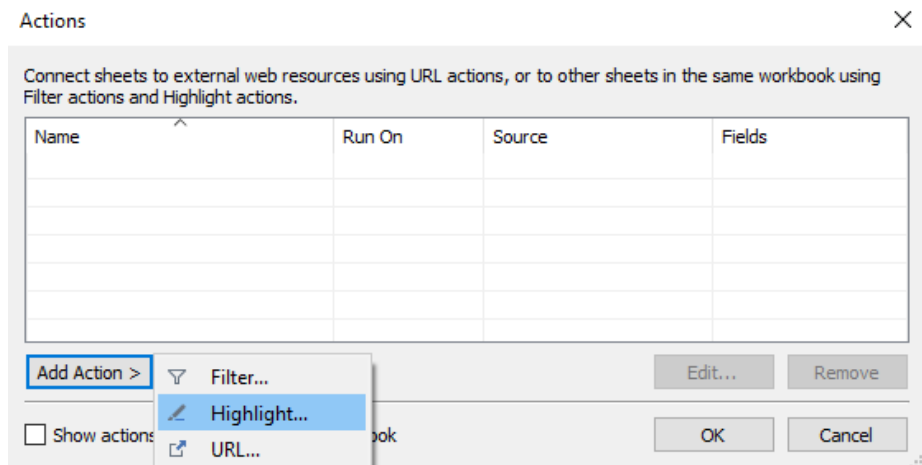 Actions
Connect sheets to external web resources using URL actions, or to other sheets in the same workbook using
Filter actions and Highlight actions.
Name Run On Source Fields
Add Action > Edit... Remove
Filter...
Highlight...
Show actions OK Cancel
URL...